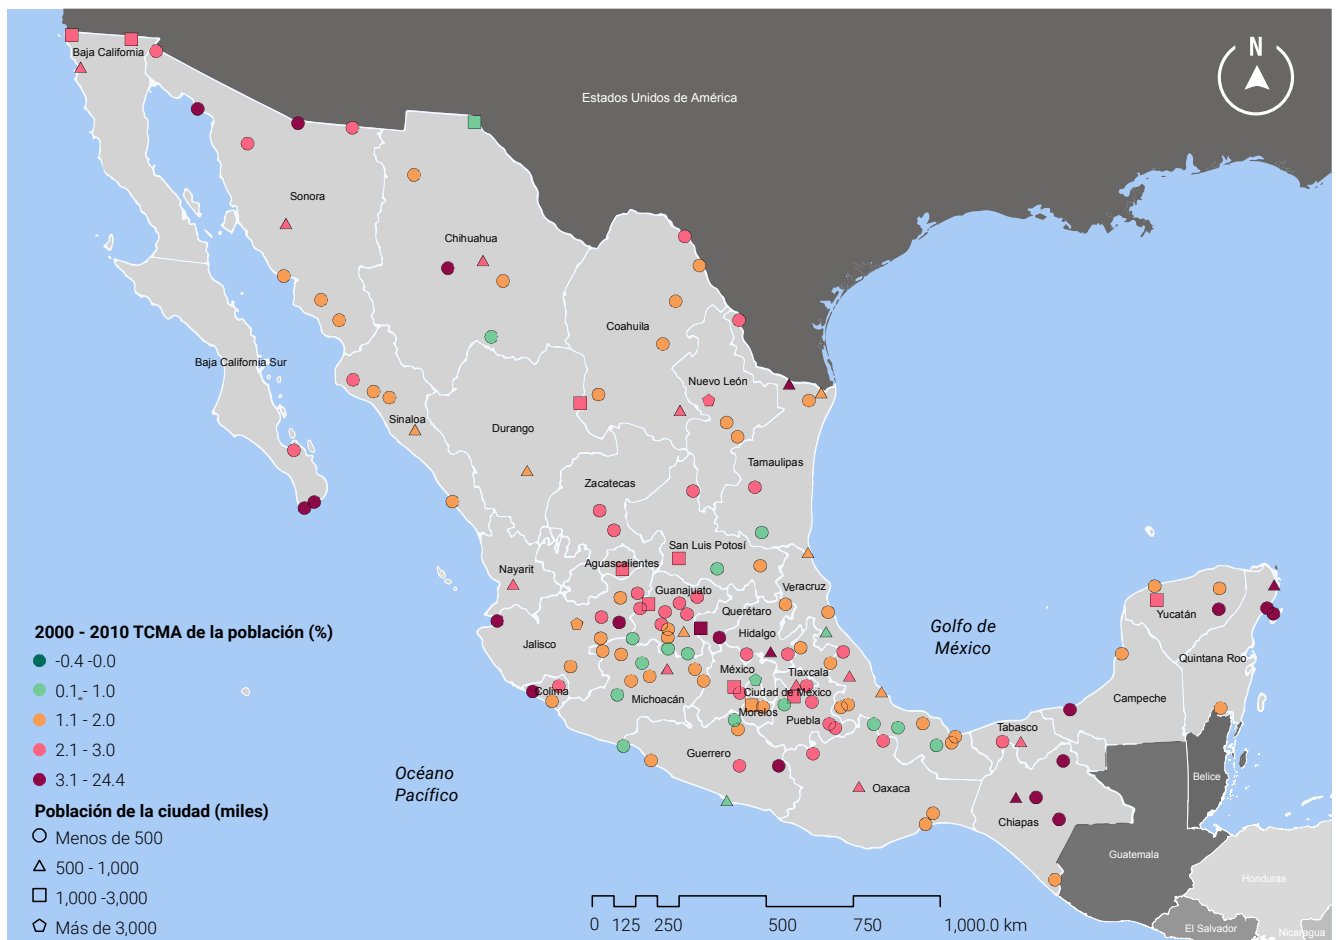 N
Estados Unidos de América
Baja California
Sonora
Chihuahua
Coahuila
Baja California Sur
Nuevo León
Sinaloa
Durango
Tamaulipas
Zacatecas
San Luis Potosí
Aguascalientes
Nayarit
Guanajuato
Veracruz
Querétaro
Yucatán
Hidalgo
Golfo de
México
Jalisco
Quintana Roo
México
Tlaxcala
Colima
Ciudad de México
Michoacán
Campeche
Morelos
Puebla
Tabasco
Guerrero
Océano
Pacífico
Oaxaca
Belice
Chiapas
Guatemala
Honduras
El Salvador
Nicaragua
2000 - 2010 TCMA de la población (%)
-0.4 -0.0
0.1,- 1.0
1.1 - 2.0
2.1 - 3.0
3.1 - 24.4
Población de la ciudad (miles)
Menos de 500
500 - 1,000
1,000 -3,000
Más de 3,000
0 125 250 500 750 1,000.0 km